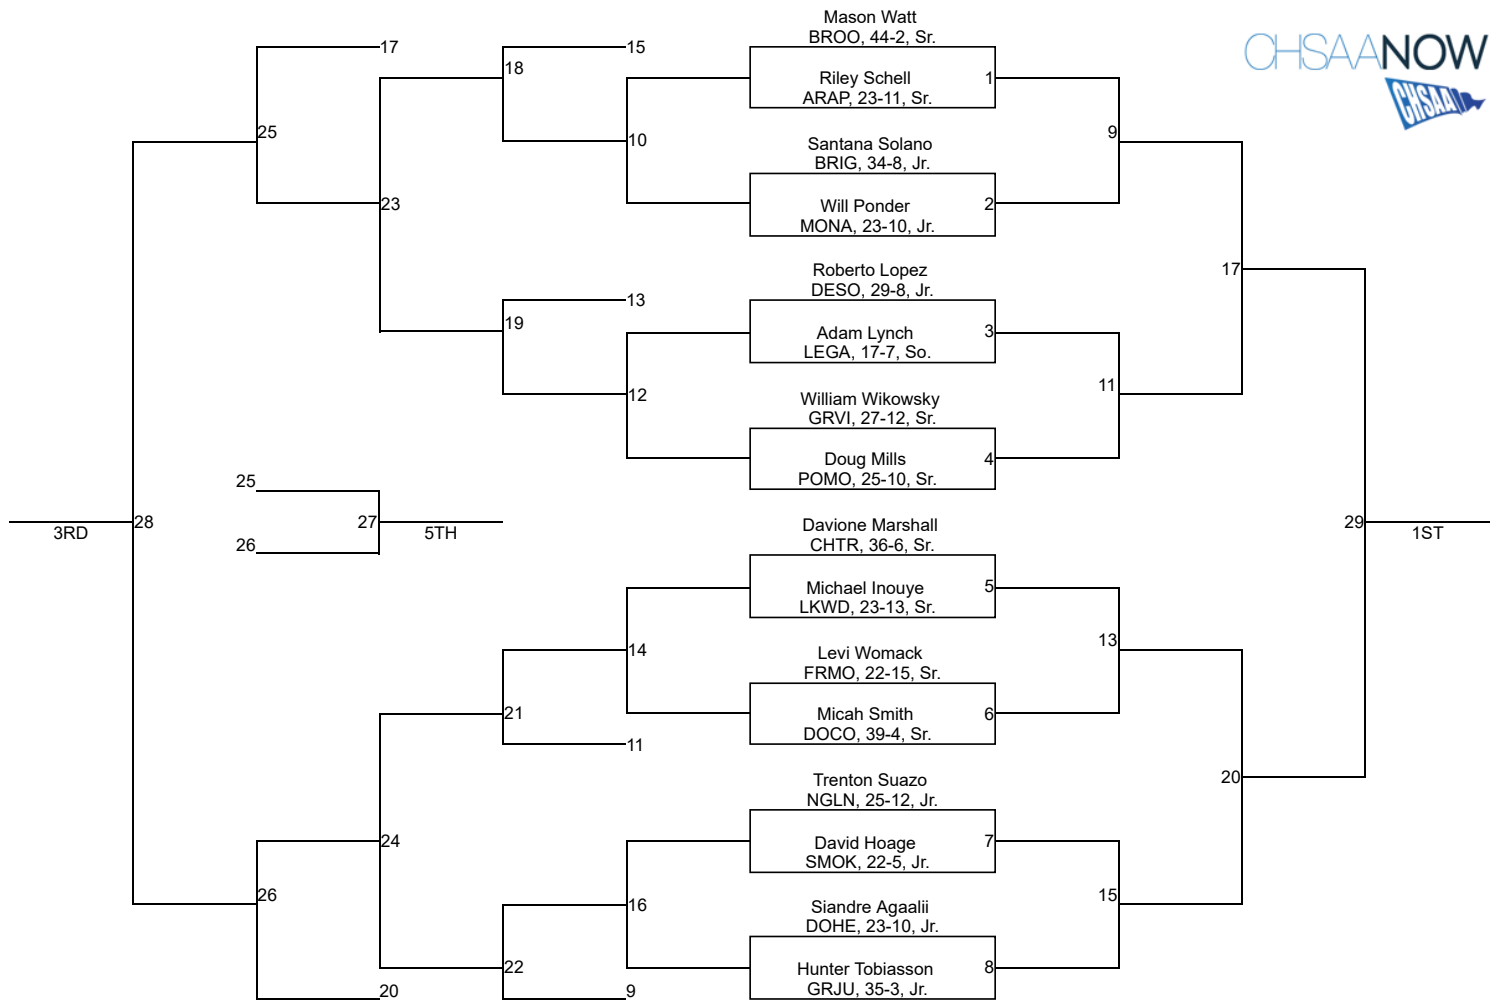 Mason Watt
BROO, 44-2, Sr.
CHSAANOW
CHSAA
17
15
18
Riley Schell
1
ARAP, 23-11, Sr.
25
10
9
Santana Solano
BRIG, 34-8, Jr.
23
Will Ponder
2
MONA, 23-10, Jr.
Roberto Lopez
17
DESO, 29-8, Jr.
13
19
Adam Lynch
3
LEGA, 17-7, So.
11
12
William Wikowsky
GRVI, 27-12, Sr.
Doug Mills
4
POMO, 25-10, Sr.
25
28
27
29
3RD
5TH
1ST
26
Davione Marshall
CHTR, 36-6, Sr.
Michael Inouye
5
LKWD, 23-13, Sr.
14
13
Levi Womack
FRMO, 22-15, Sr.
21
Micah Smith
6
DOCO, 39-4, Sr.
11
Trenton Suazo
20
NGLN, 25-12, Jr.
24
David Hoage
7
SMOK, 22-5, Jr.
26
16
15
Siandre Agaalii
DOHE, 23-10, Jr.
22
Hunter Tobiasson
8
GRJU, 35-3, Jr.
20
9